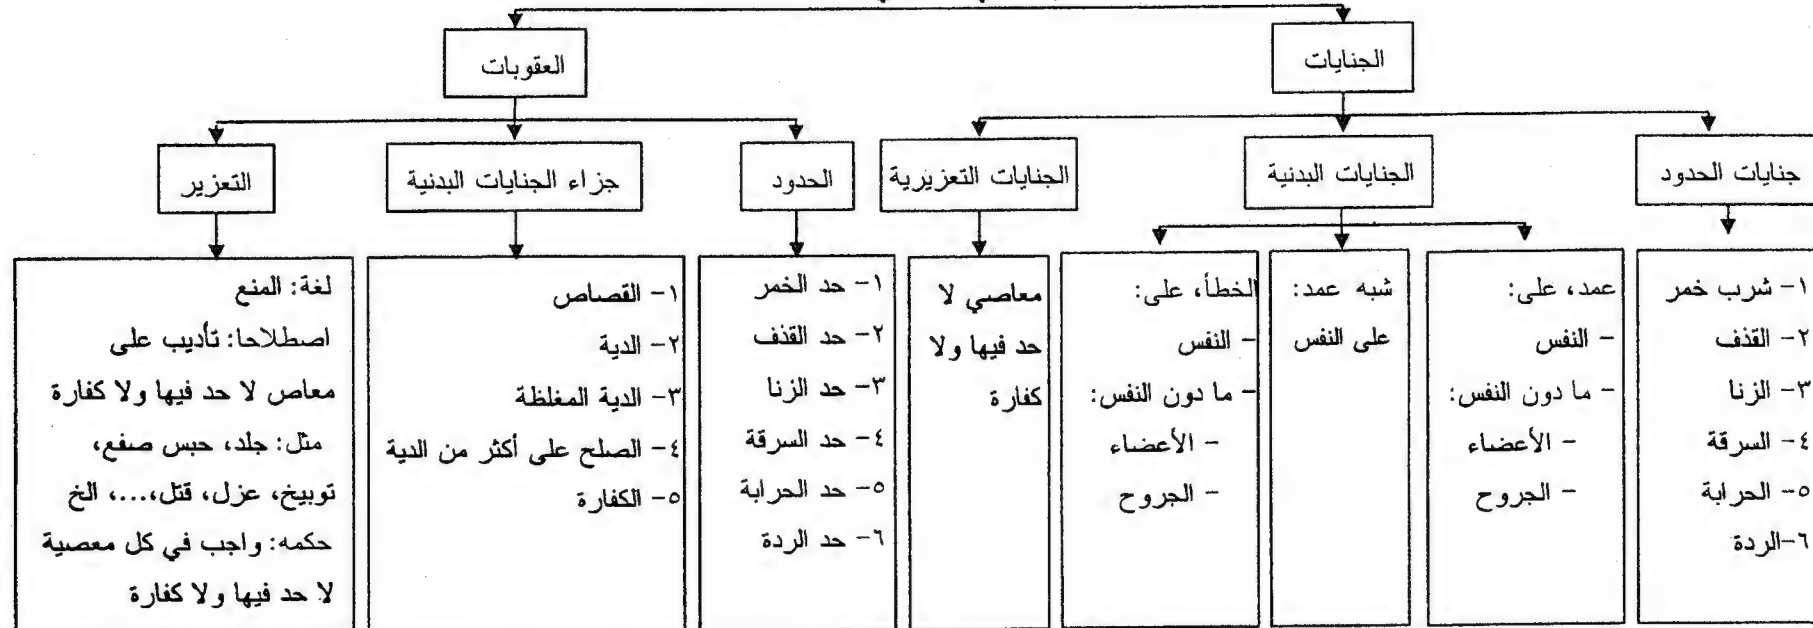 الجنايات
العقوبات
جنايات الحدود
الجنايات البدنية
الجنايات التعزيرية
الحدود
جزاء الجنايات البدنية
التعزير
١- شرب خمر
٢- القذف
٣- الزنا
٤- السرقة
٥- الحرابة
٦-الردة
عمد، على:
- النفس
- ما دون النفس:
- الأعضاء
- الجروح
شبه عمد:
على النفس
الخطأ، على:
- النفس
- ما دون النفس:
- الأعضاء
- الجروح
معاصي لا
حد فيها ولا
كفارة
١- حد الخمر
٢- حد القذف
٣- حد الزنا
٤- حد السرقة
٥- حد الحرابة
٦- حد الردة
١- القصاص
٢- الدية
٣- الدية المغلظة
٤- الصلح على أكثر من الدية
٥- الكفارة
لغة: المنع
اصطلاحا: تأديب على
معاص لا حد فيها ولا كفارة
مثل: جلد، حبس صفع،
توبيخ، عزل، قتل،...، الخ
حكمه: واجب في كل معصية
لا حد فيها ولا كفارة